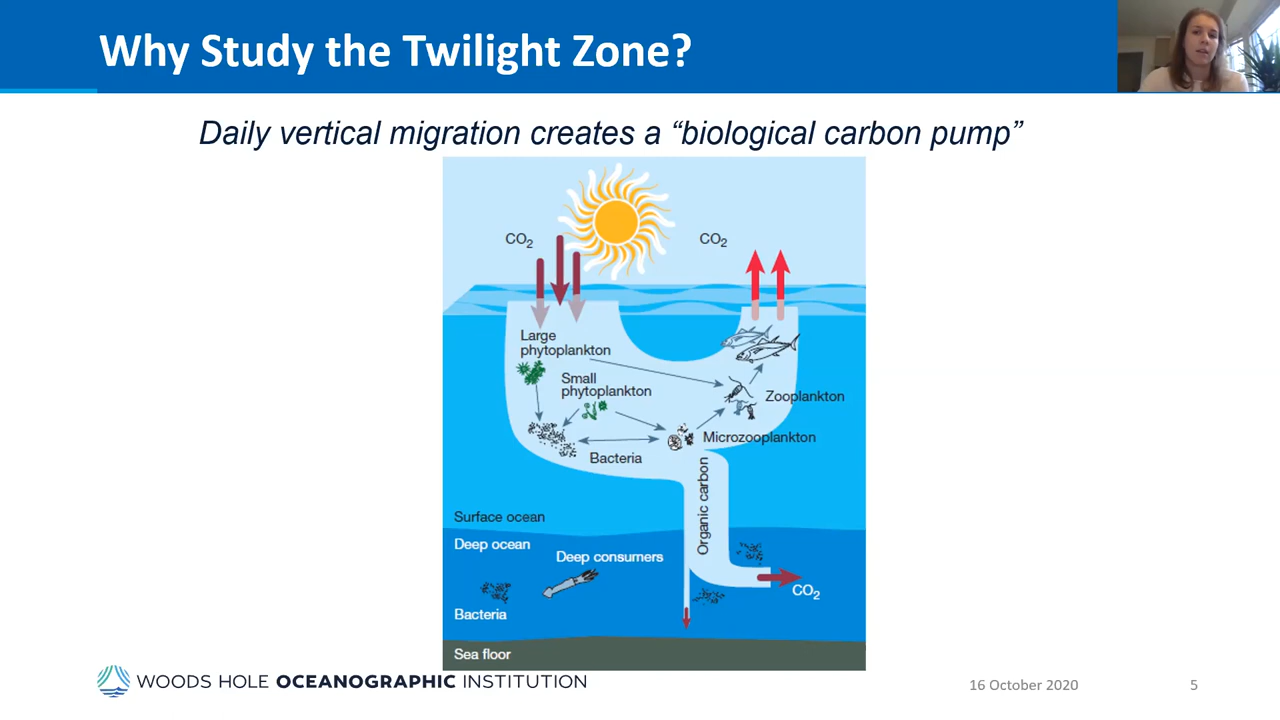 Why Study the Twilight Zone?
Daily vertical migration creates a “biological carbon pump”
CO₂
CO₂
Large
phytoplankton
Small
phytoplankton
Zooplankton
Microzooplankton
Bacteria
Organic carbon
Surface ocean
Deep ocean
Deep consumers
CO₂
Bacteria
Sea floor
WOODS HOLE OCEANOGRAPHIC INSTITUTION
16 October 2020
5